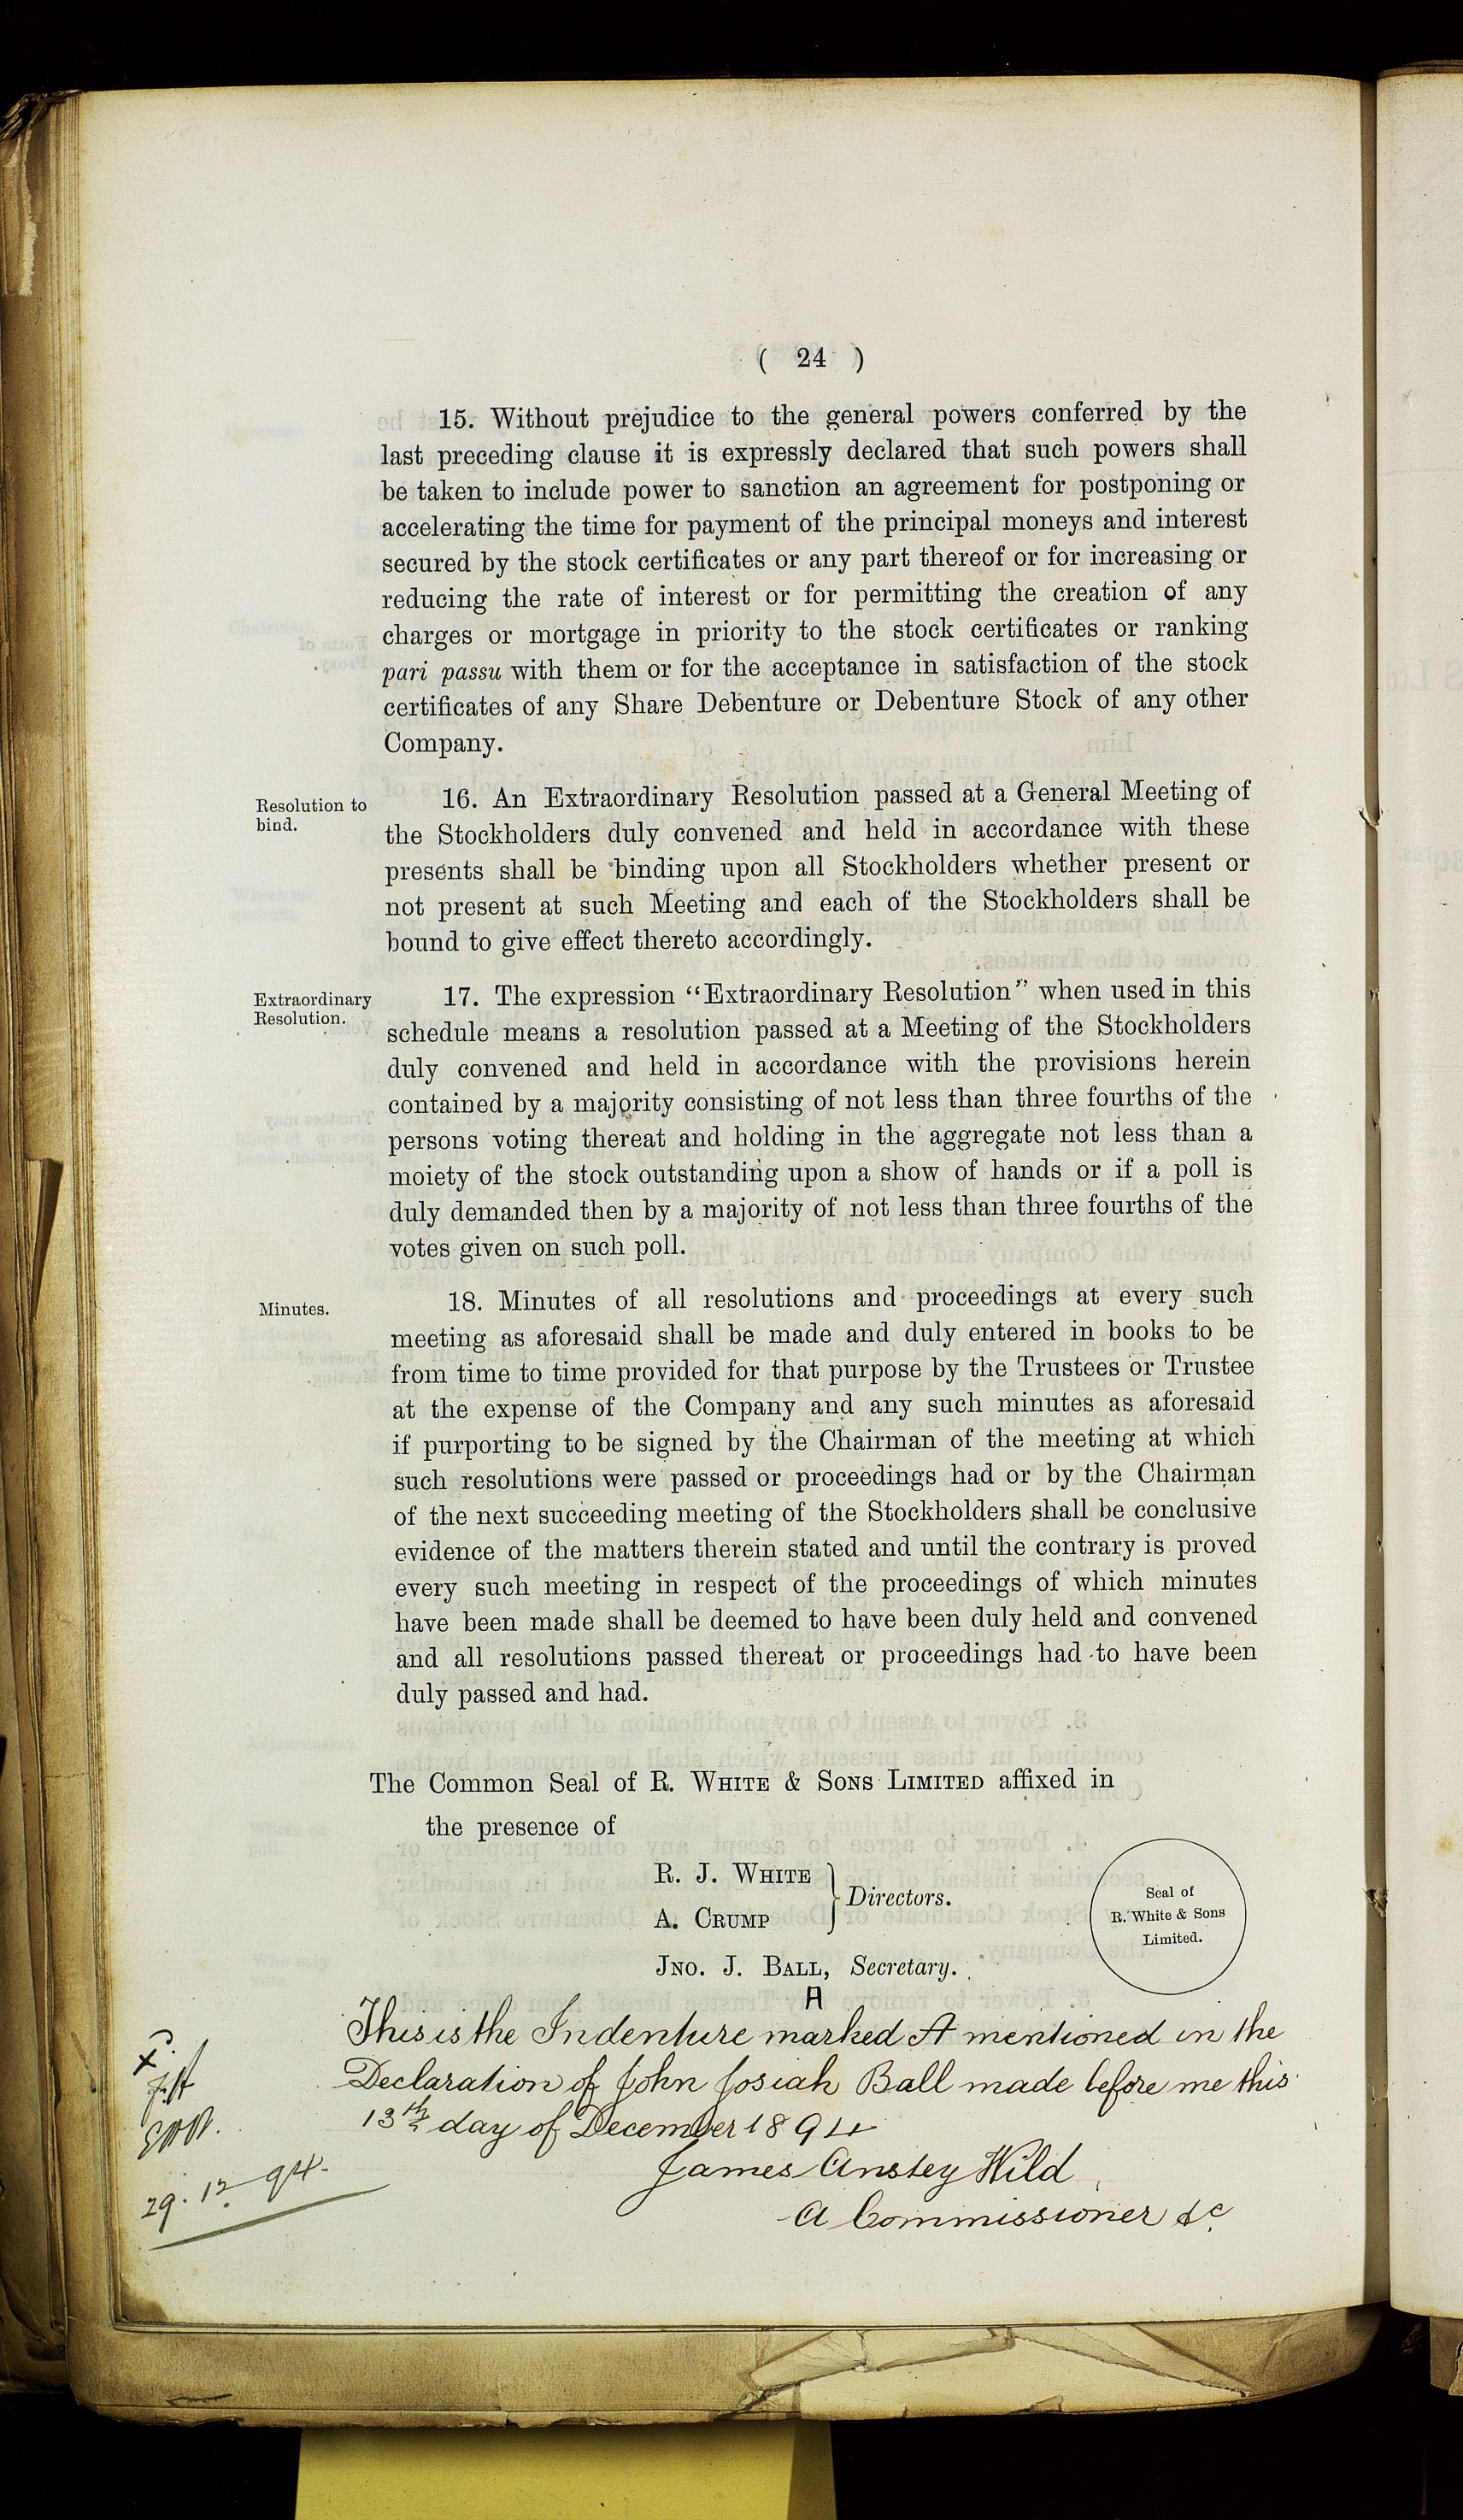 ( 24 )
15. Without prejudice to the general powers conferred by the
last preceding clause it is expressly declared that such powers shall
be taken to include power to sanction an agreement for postponing or
accelerating the time for payment of the principal moneys and interest
secured by the stock certificates or any part thereof or for increasing or
reducing the rate of interest or for permitting the creation of any
charges or mortgage in priority to the stock certificates or ranking
pari passu with them or for the acceptance in satisfaction of the stock
certificates of any Share Debenture or Debenture Stock of any other
Company.
Resolution to
bind.
16. An Extraordinary Resolution passed at a General Meeting of
the Stockholders duly convened and held in accordance with these
presents shall be binding upon all Stockholders whether present or
not present at such Meeting and each of the Stockholders shall be
bound to give effect thereto accordingly.
Extraordinary
Resolution.
17. The expression “Extraordinary Resolution” when used in this
schedule means a resolution passed at a Meeting of the Stockholders
duly convened and held in accordance with the provisions herein
contained by a majority consisting of not less than three fourths of the
persons voting thereat and holding in the aggregate not less than a
moiety of the stock outstanding upon a show of hands or if a poll is
duly demanded then by a majority of not less than three fourths of the
votes given on such poll.
Minutes.
18. Minutes of all resolutions and proceedings at every such
meeting as aforesaid shall be made and duly entered in books to be
from time to time provided for that purpose by the Trustees or Trustee
at the expense of the Company and any such minutes as aforesaid
if purporting to be signed by the Chairman of the meeting at which
such resolutions were passed or proceedings had or by the Chairman
of the next succeeding meeting of the Stockholders shall be conclusive
evidence of the matters therein stated and until the contrary is proved
every such meeting in respect of the proceedings of which minutes
have been made shall be deemed to have been duly held and convened
and all resolutions passed thereat or proceedings had to have been
duly passed and had.
The Common Seal of R. WHITE & SONS LIMITED affixed in
the presence of
R. J. WHITE
A. CRUMP
Directors.
JNO. J. BALL, Secretary.
Seal of
R. White & Sons
Limited.
A
This is the Indenture marked A mentioned in the
Declaration of John Josiah Ball made before me this
13th day of December 1894
James Anstey Wild
A Commissioner &c
29.12.94.